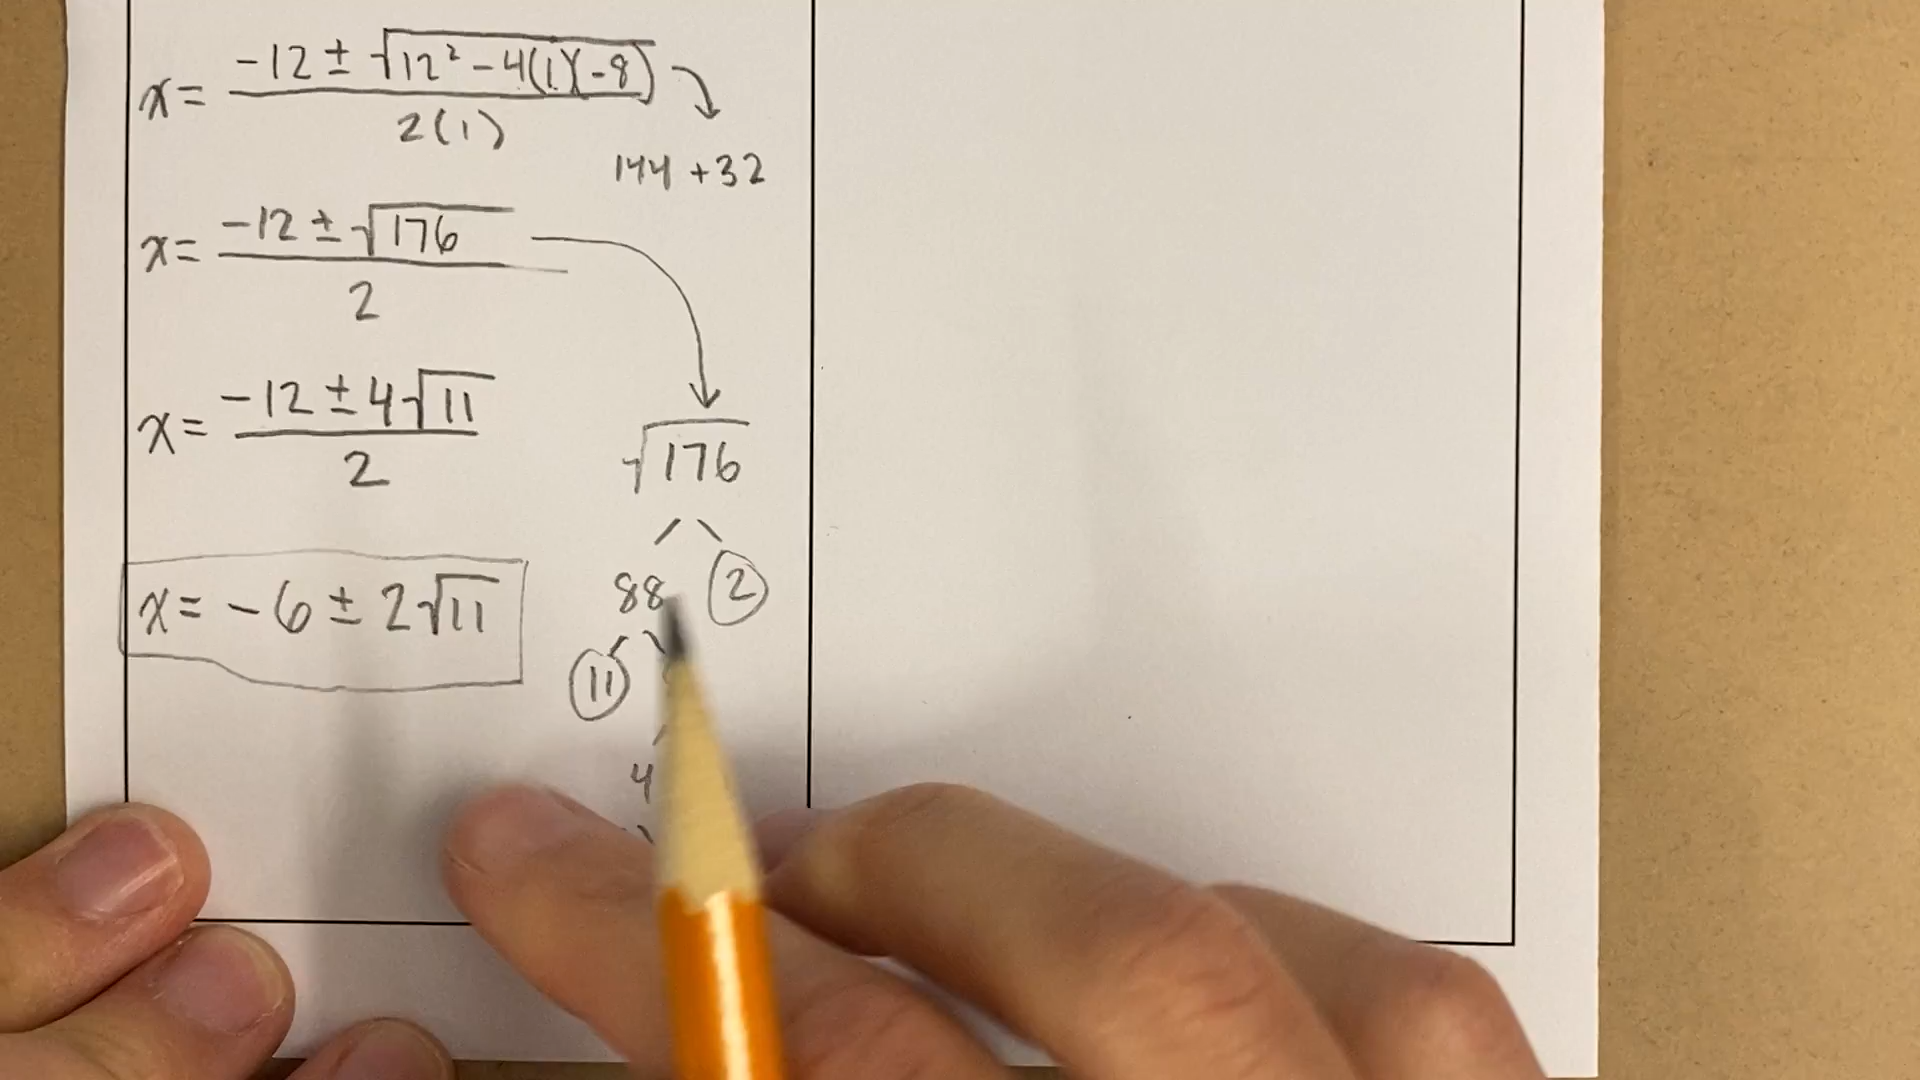 x = (-12 ± √(12² - 4(1)(-8))) / 2(1)
144 + 32
x = (-12 ± √176) / 2
x = (-12 ± 4√11) / 2
√176
88 2
x = -6 ± 2√11
11
4